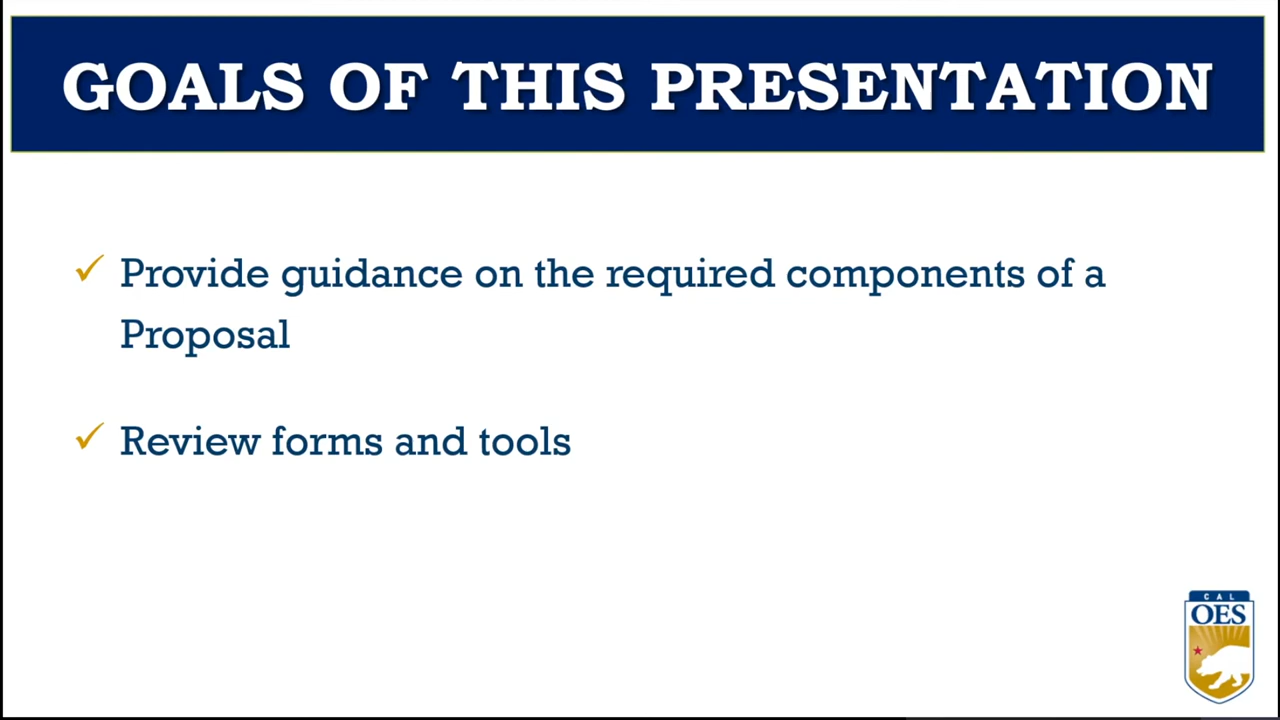 GOALS OF THIS PRESENTATION
✓ Provide guidance on the required components of a
Proposal
✓ Review forms and tools
CAL
OES